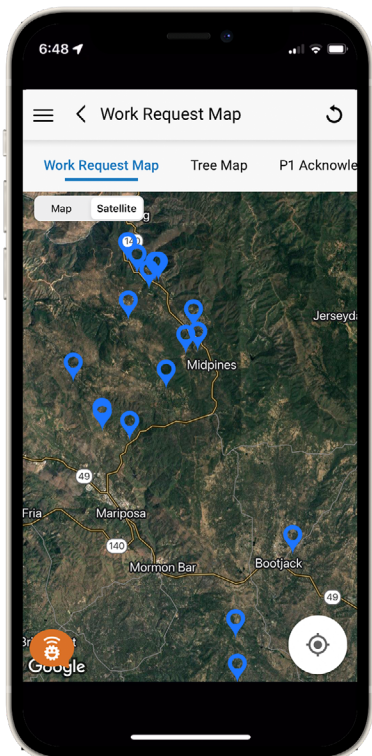 6:48
Work Request Map
Work Request Map Tree Map P1 Acknowle
Map Satellite
g
140
Jerseyda
Midpines
49
Fria Mariposa
140
Mormon Bar Bootjack
49
Google